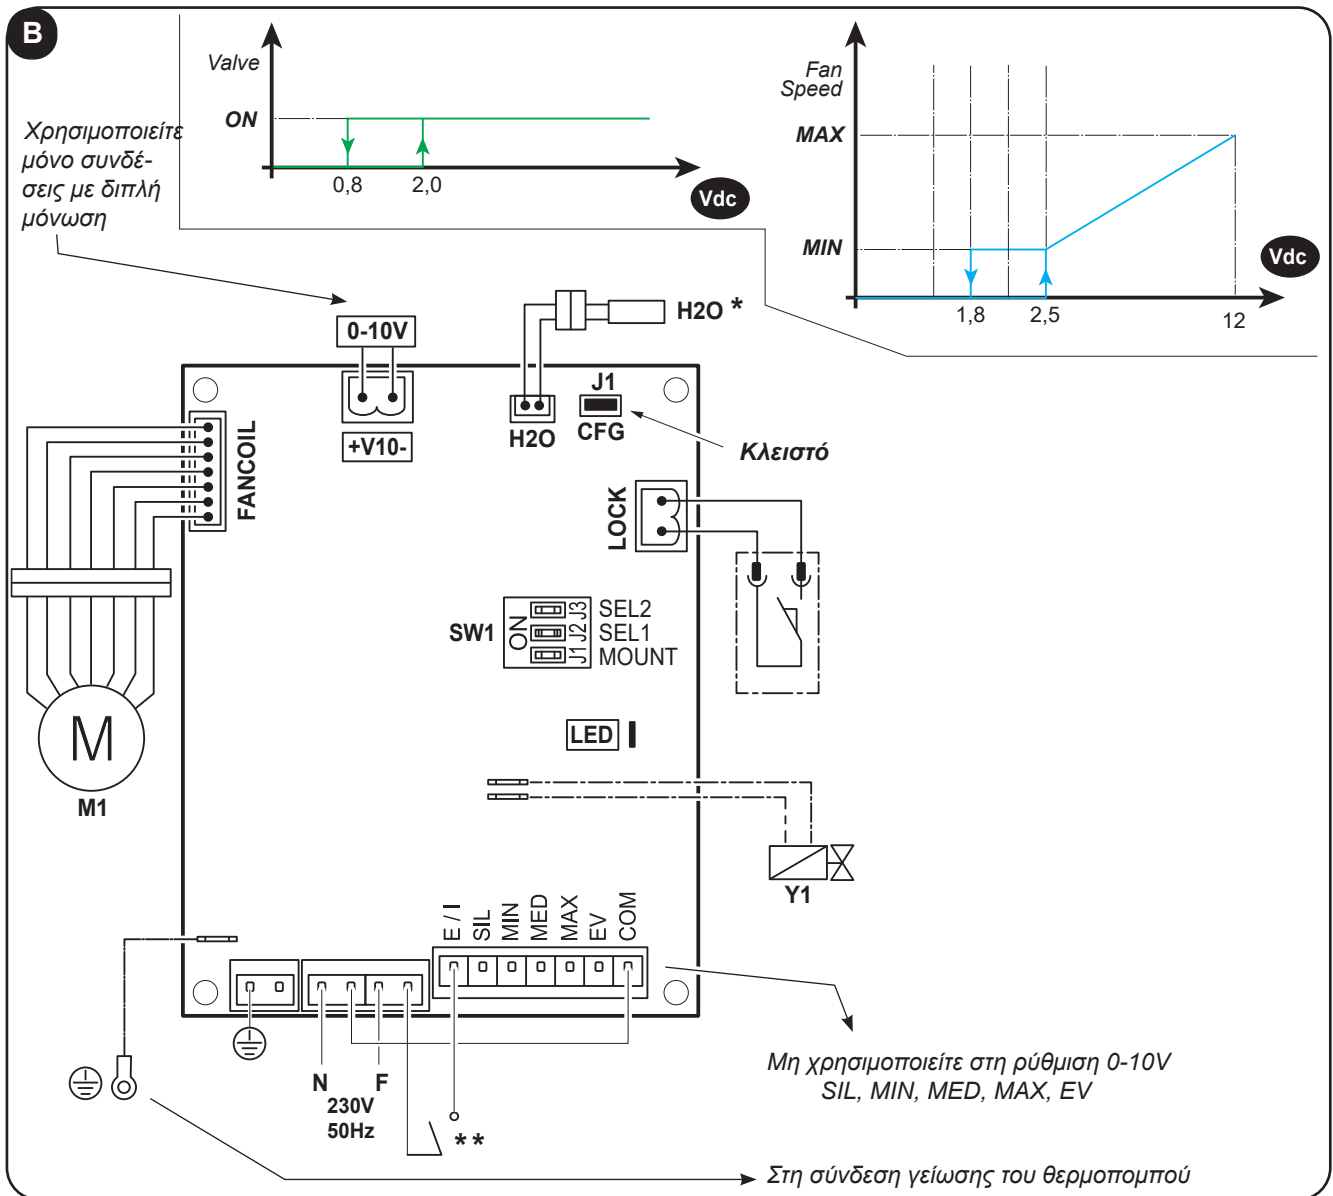 B
Valve
ON
0,8
2,0
Vdc
Fan
Speed
MAX
MIN
1,8
2,5
12
Vdc
Χρησιμοποιείτε
μόνο συνδέ-
σεις με διπλή
μόνωση
0-10V
+V10-
H2O *
H2O
J1
CFG
Κλειστό
FANCOIL
LOCK
SW1
ON
J3 SEL2
J2 SEL1
J1 MOUNT
LED
M
M1
Y1
E / I
SIL
MIN
MED
MAX
EV
COM
N F
230V
50Hz
* *
Μη χρησιμοποιείτε στη ρύθμιση 0-10V
SIL, MIN, MED, MAX, EV
Στη σύνδεση γείωσης του θερμοπομπού